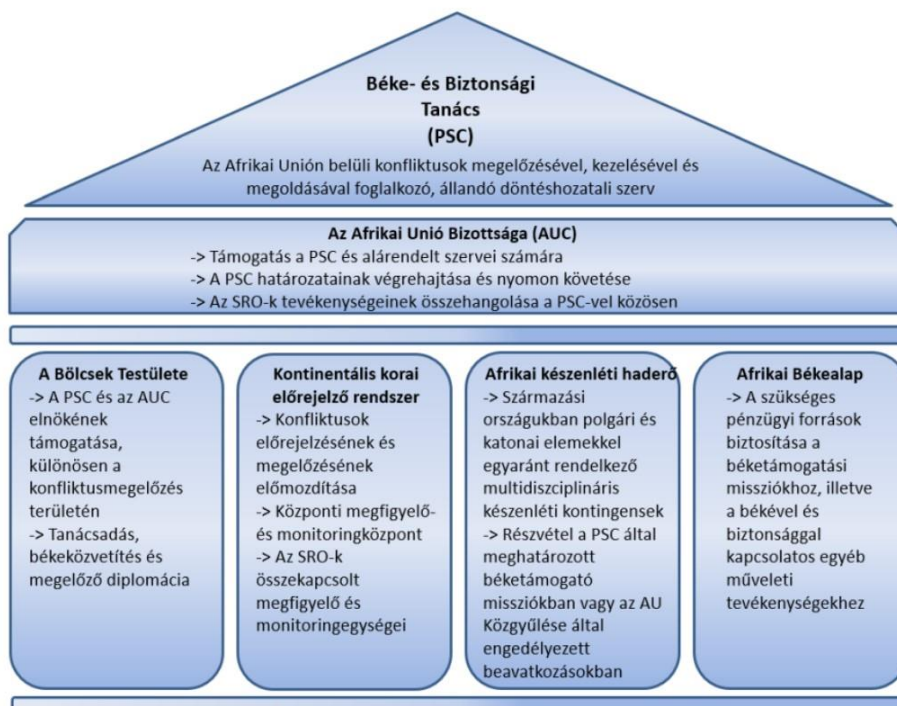 Béke- és Biztonsági
Tanács
(PSC)
Az Afrikai Unión belüli konfliktusok megelőzésével, kezelésével és
megoldásával foglalkozó, állandó döntéshozatali szerv
Az Afrikai Unió Bizottsága (AUC)
-> Támogatás a PSC és alárendelt szervei számára
-> A PSC határozatainak végrehajtása és nyomon követése
-> Az SRO-k tevékenységeinek összehangolása a PSC-vel közösen
A Bölcsek Testülete
-> A PSC és az AUC
elnökének
támogatása,
különösen a
konfliktusmegelőzés
területén
-> Tanácsadás,
békeközvetítés és
megelőző diplomácia
Kontinentális korai
előrejelző rendszer
-> Konfliktusok
előrejelzésének és
megelőzésének
előmozdítása
-> Központi megfigyelő-
és monitoringközpont
-> Az SRO-k
összekapcsolt
megfigyelő és
monitoringegységei
Afrikai készenléti haderő
-> Származási
országukban polgári és
katonai elemekkel
egyaránt rendelkező
multidiszciplináris
készenléti kontingensek
-> Részvétel a PSC által
meghatározott
béketámogató
missziókban vagy az AU
Közgyűlése által
engedélyezett
beavatkozásokban
Afrikai Békealap
-> A szükséges
pénzügyi források
biztosítása a
béketámogatási
missziókhoz, illetve
a békével és
biztonsággal
kapcsolatos egyéb
műveleti
tevékenységekhez